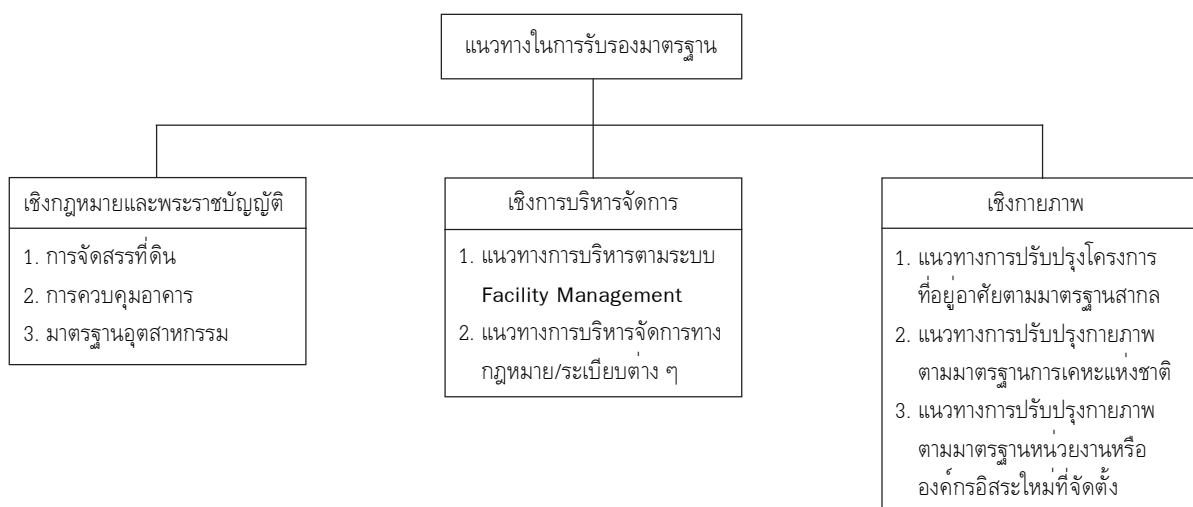 แนวทางในการรับรองมาตรฐาน
เชิงกฎหมายและพระราชบัญญัติ
1. การจัดสรรที่ดิน
2. การควบคุมอาคาร
3. มาตรฐานอุตสาหกรรม
เชิงการบริหารจัดการ
1. แนวทางการบริหารตามระบบ
Facility Management
2. แนวทางการบริหารจัดการทาง
กฎหมาย/ระเบียบต่าง ๆ
เชิงกายภาพ
1. แนวทางการปรับปรุงโครงการ
ที่อยู่อาศัยตามมาตรฐานสากล
2. แนวทางการปรับปรุงกายภาพ
ตามมาตรฐานการเคหะแห่งชาติ
3. แนวทางการปรับปรุงกายภาพ
ตามมาตรฐานหน่วยงานหรือ
องค์กรอิสระใหม่ที่จัดตั้ง